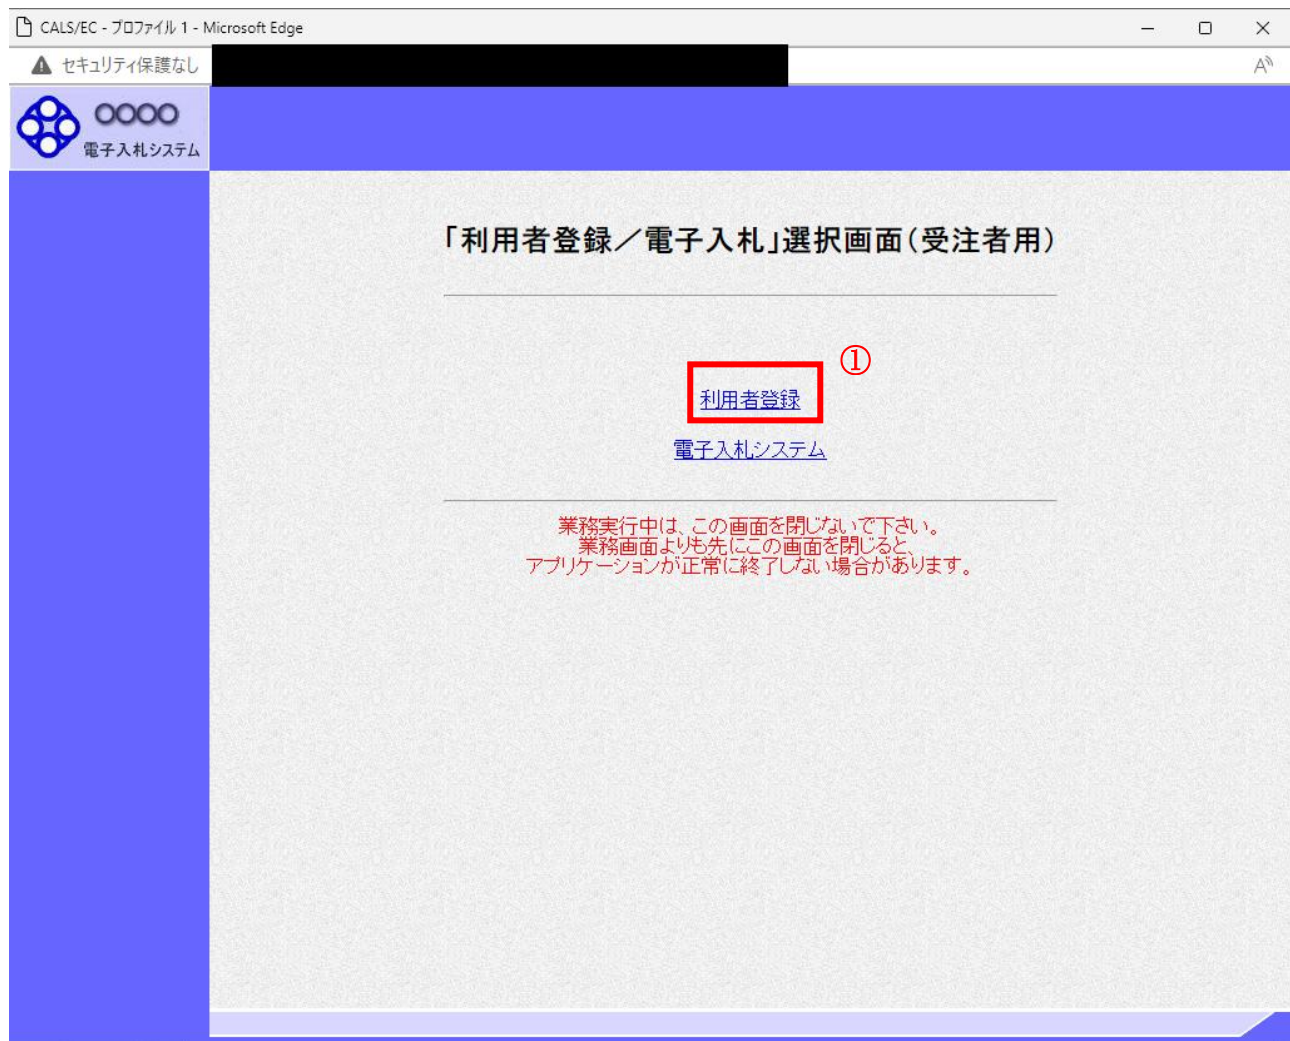 CALS/EC - プロファイル 1 - Microsoft Edge
セキュリティ保護なし
A
○○○○
電子入札システム
「利用者登録／電子入札」選択画面（受注者用）
①
利用者登録
電子入札システム
業務実行中は、この画面を閉じないで下さい。
業務画面よりも先にこの画面を閉じると、
アプリケーションが正常に終了しない場合があります。